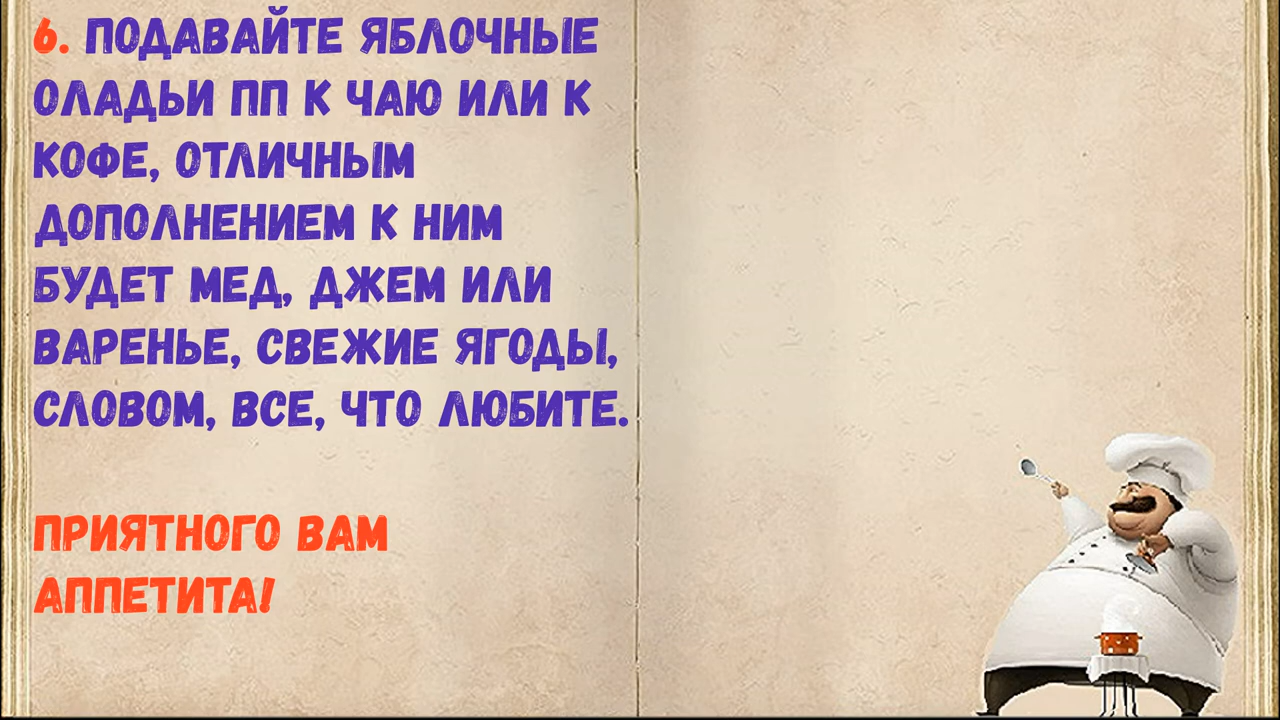 6. ПОДАВАЙТЕ ЯБЛОЧНЫЕ
ОЛАДЬИ ПП К ЧАЮ ИЛИ К
КОФЕ, ОТЛИЧНЫМ
ДОПОЛНЕНИЕМ К НИМ
БУДЕТ МЕД, ДЖЕМ ИЛИ
ВАРЕНЬЕ, СВЕЖИЕ ЯГОДЫ,
СЛОВОМ, ВСЕ, ЧТО ЛЮБИТЕ.
ПРИЯТНОГО ВАМ
АППЕТИТА!